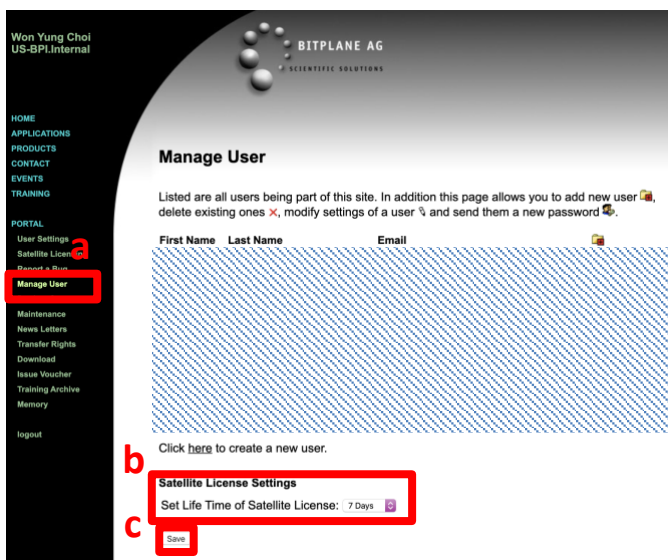 Won Yung Choi
US-BPI.Internal
BITPLANE AG
SCIENTIFIC SOLUTIONS
HOME
APPLICATIONS
PRODUCTS
CONTACT
EVENTS
TRAINING
PORTAL
User Settings
a
Satellite
Report a Bug
Manage User
Maintenance
News Letters
Transfer Rights
Download
Issue Voucher
Training Archive
Memory
logout
Manage User
Listed are all users being part of this site. In addition this page allows you to add new user,
delete existing ones, modify settings of a user and send them a new password.
First Name Last Name Email
Click here to create a new user.
b
Satellite License Settings
Set Life Time of Satellite License: 7 Days
c
Save